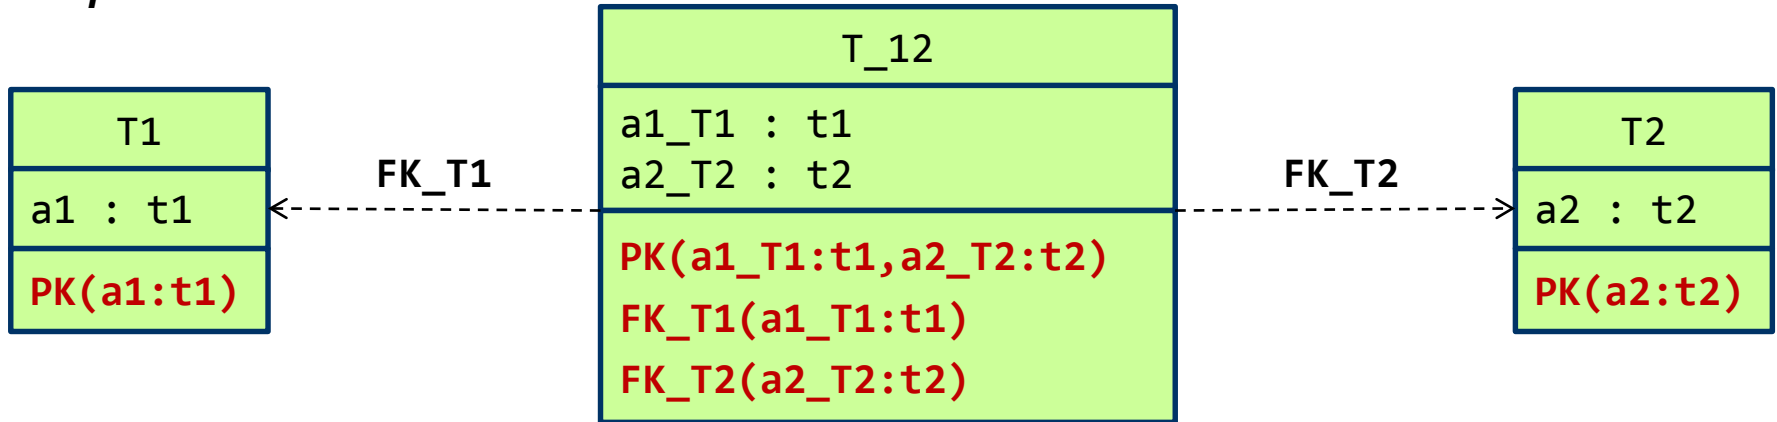 T1
a1 : t1
PK(a1:t1)
FK_T1
T_12
a1_T1 : t1
a2_T2 : t2
PK(a1_T1:t1,a2_T2:t2)
FK_T1(a1_T1:t1)
FK_T2(a2_T2:t2)
FK_T2
T2
a2 : t2
PK(a2:t2)